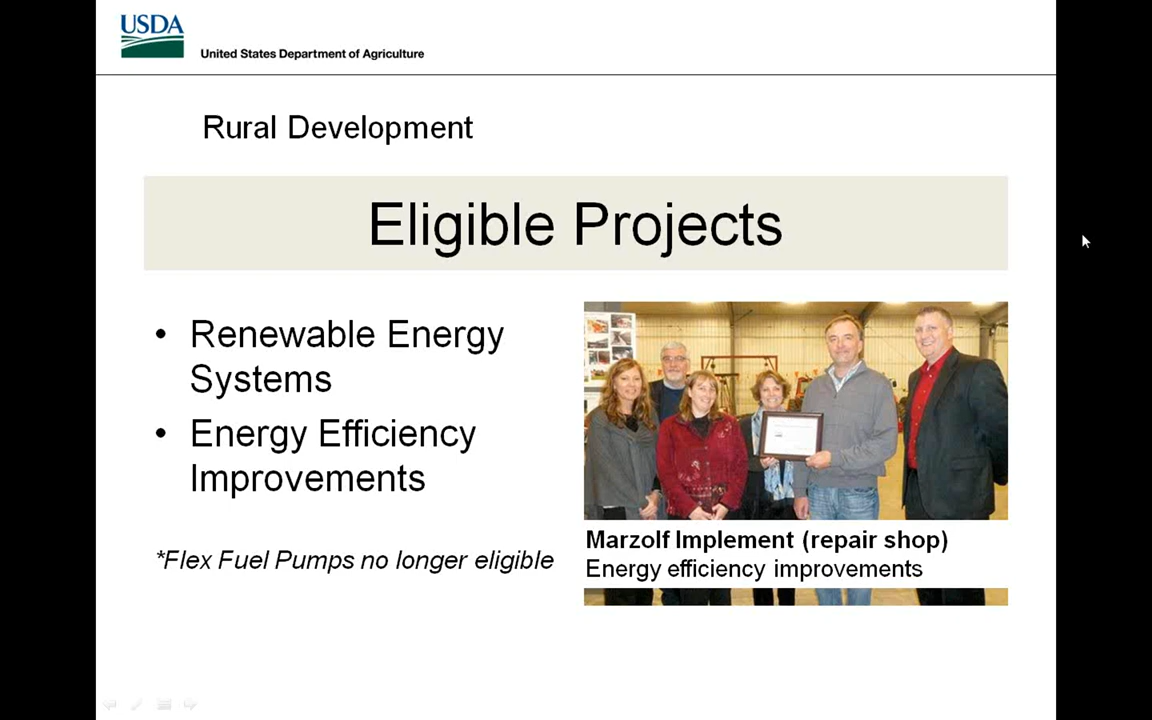 USDA
United States Department of Agriculture
Rural Development
Eligible Projects
• Renewable Energy
Systems
• Energy Efficiency
Improvements
*Flex Fuel Pumps no longer eligible
Marzolf Implement (repair shop)
Energy efficiency improvements